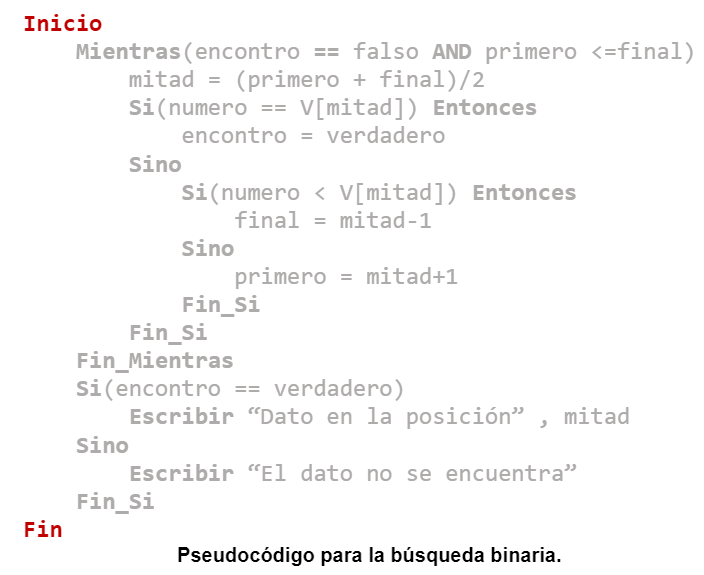 Inicio
Mientras(encontro == falso AND primero <=final)
mitad = (primero + final)/2
Si(numero == V[mitad]) Entonces
encontro = verdadero
Sino
Si(numero < V[mitad]) Entonces
final = mitad-1
Sino
primero = mitad+1
Fin_Si
Fin_Si
Fin_Mientras
Si(encontro == verdadero)
Escribir “Dato en la posición” , mitad
Sino
Escribir “El dato no se encuentra”
Fin_Si
Fin
Pseudocódigo para la búsqueda binaria.